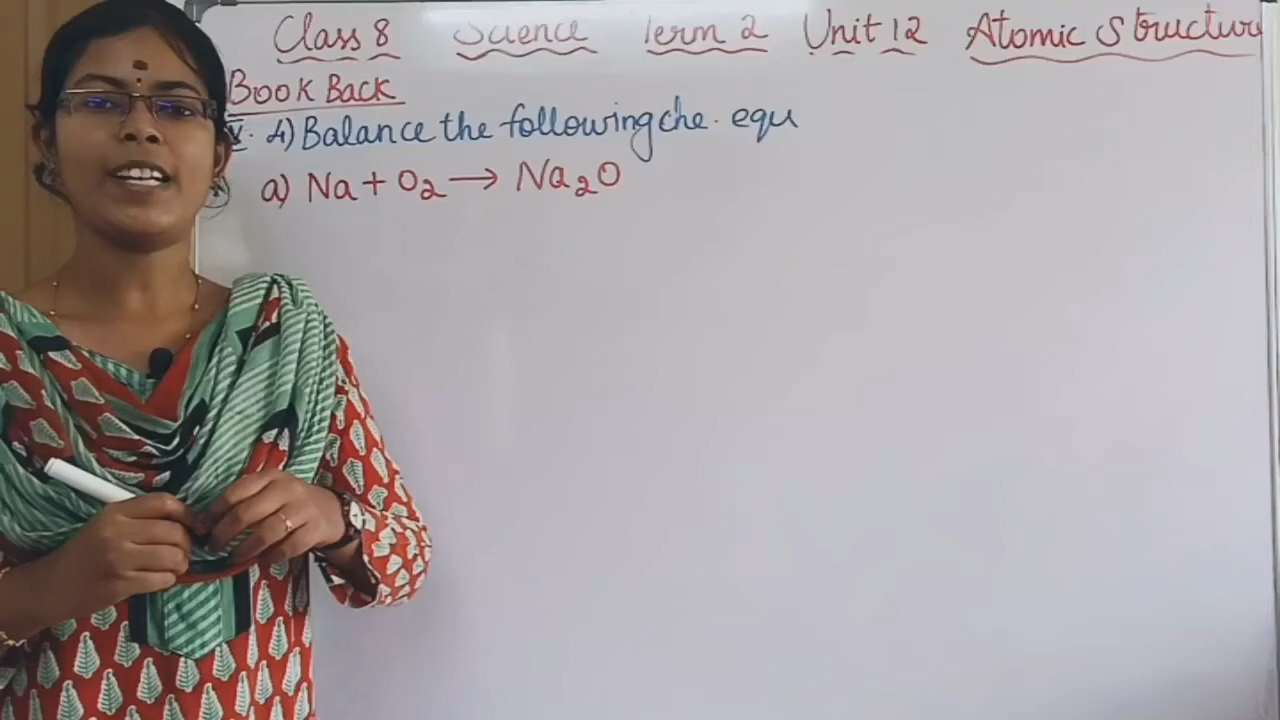 Class 8 Science Term 2 Unit 12 Atomic Structure
Book Back
V. 4) Balance the following che. equ
a) Na + O₂ → Na₂O